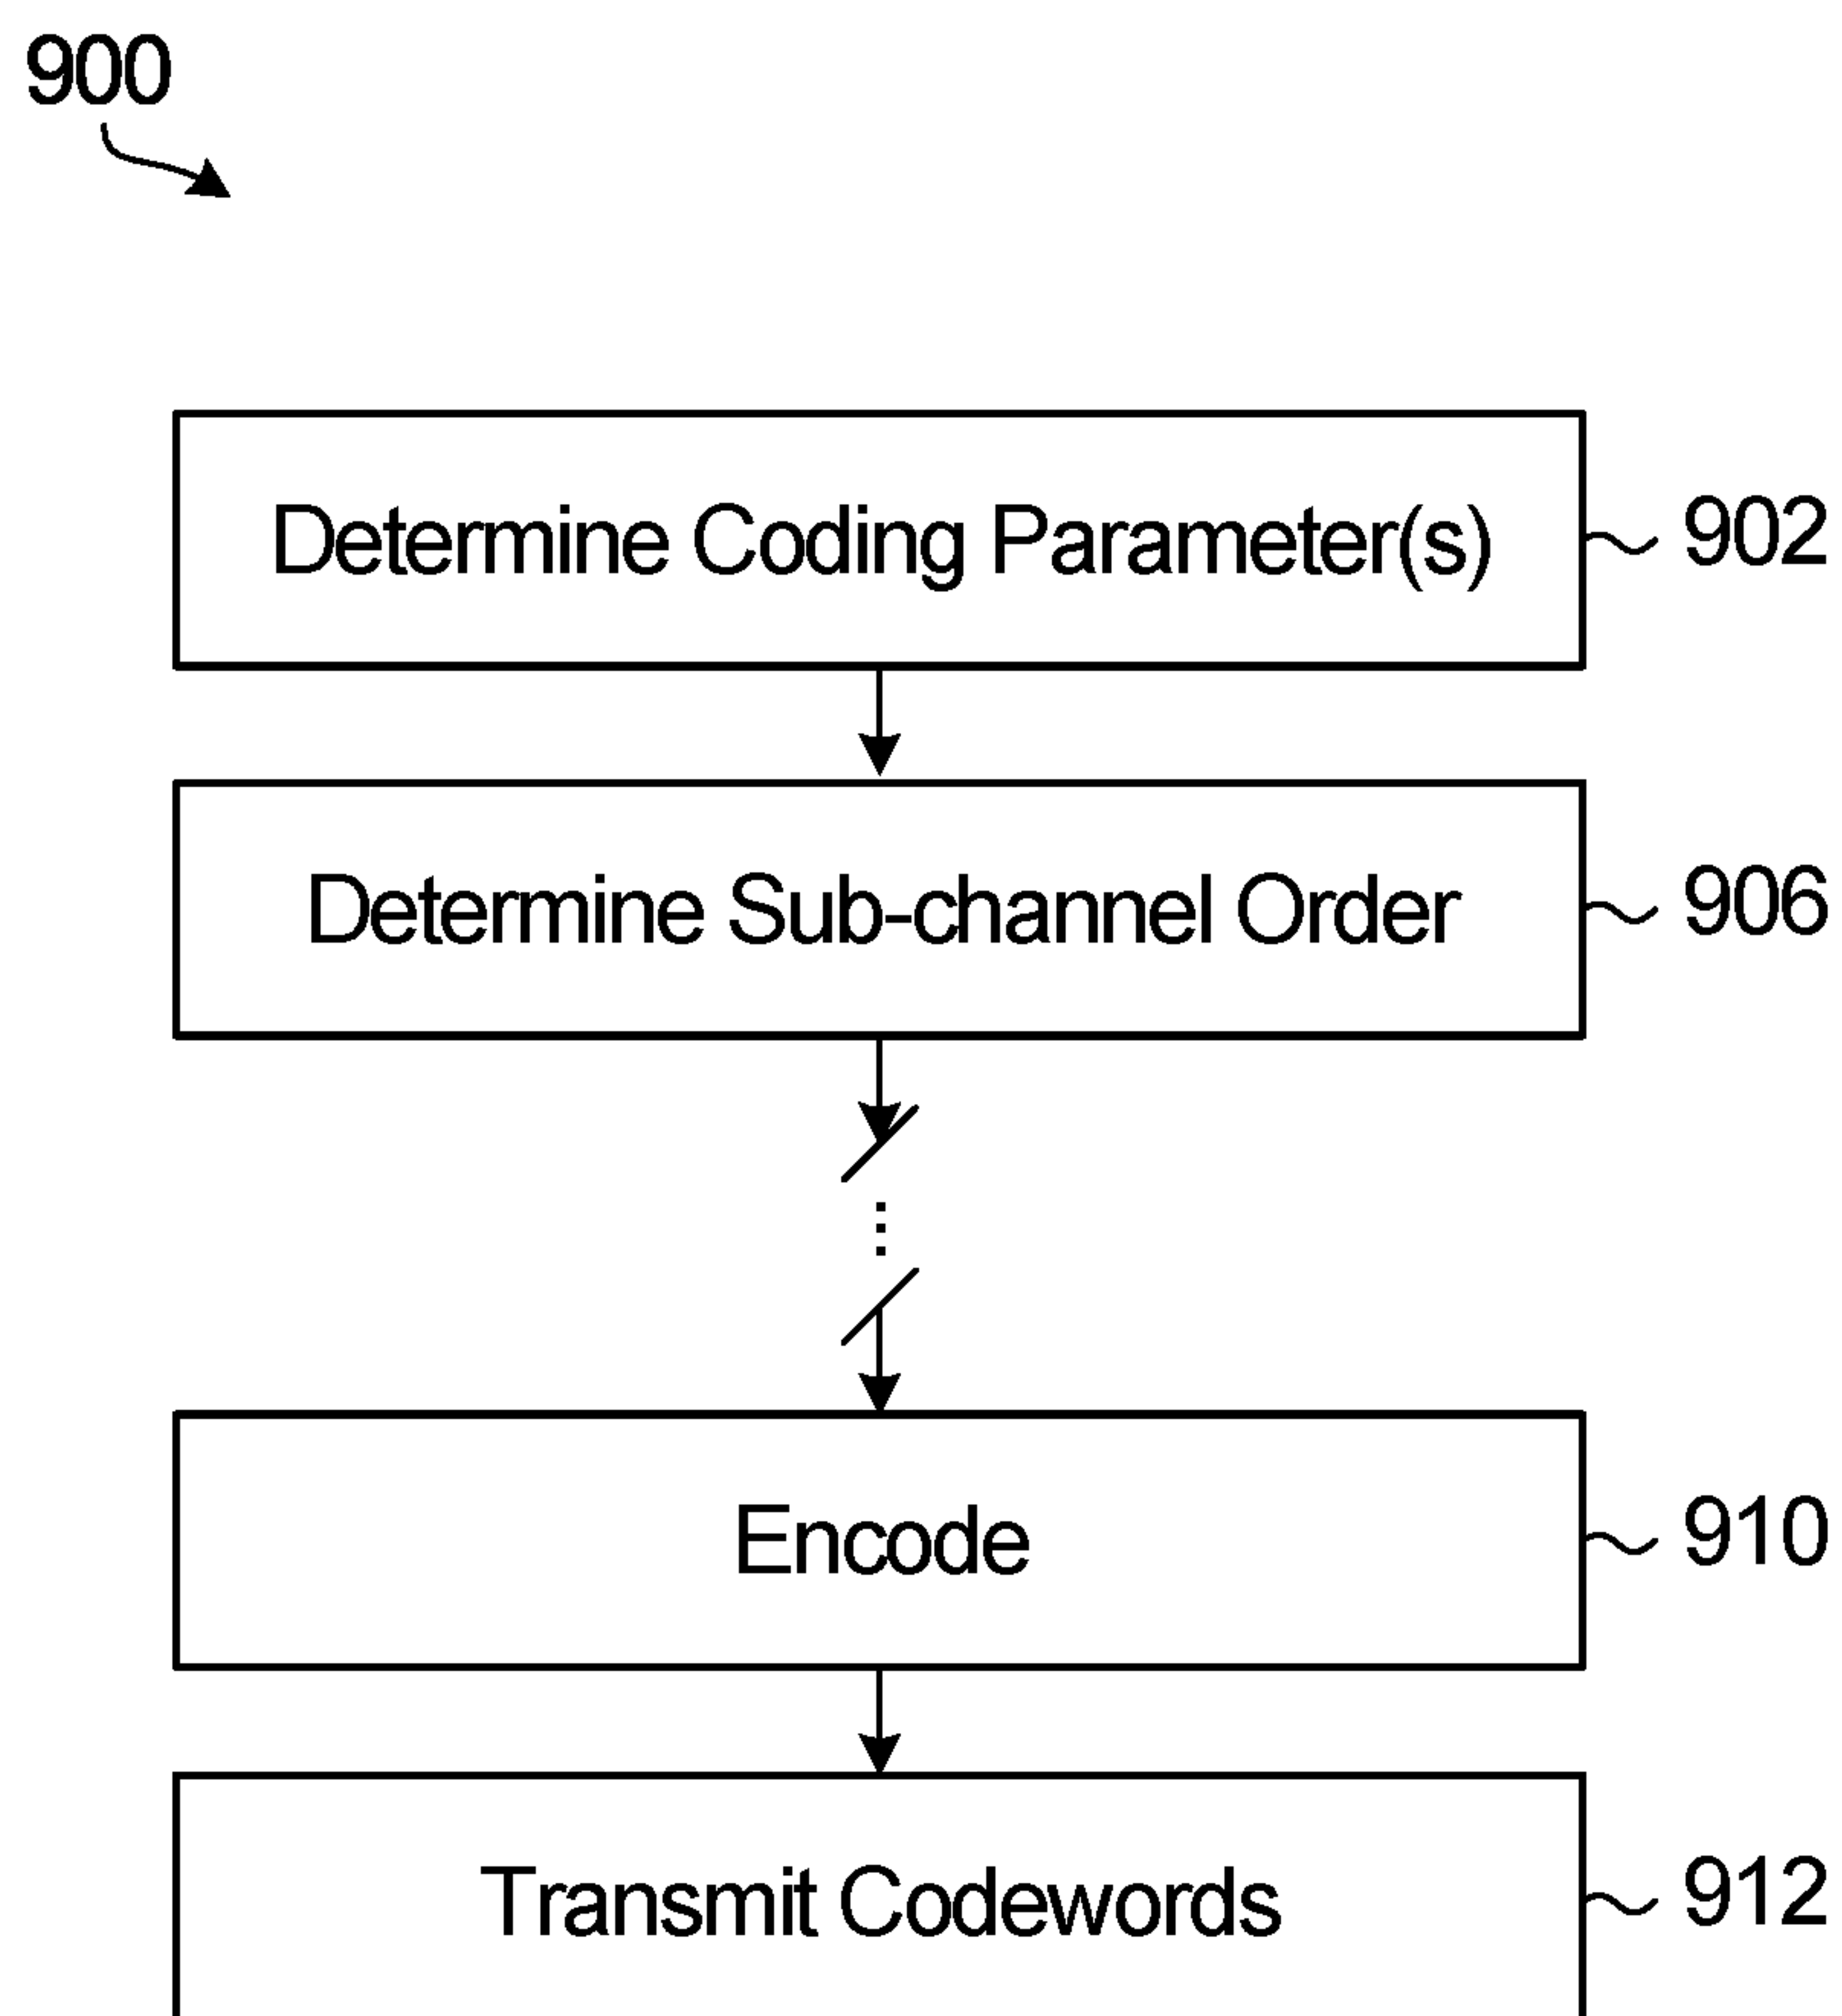 900
Determine Coding Parameter(s)
902
Determine Sub-channel Order
906
Encode
910
Transmit Codewords
912